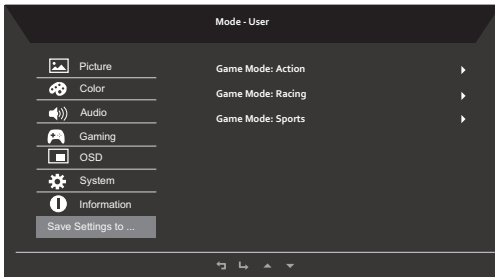 Mode - User
Picture
Color
Audio
Gaming
OSD
System
Information
Save Settings to ...
Game Mode: Action
Game Mode: Racing
Game Mode: Sports